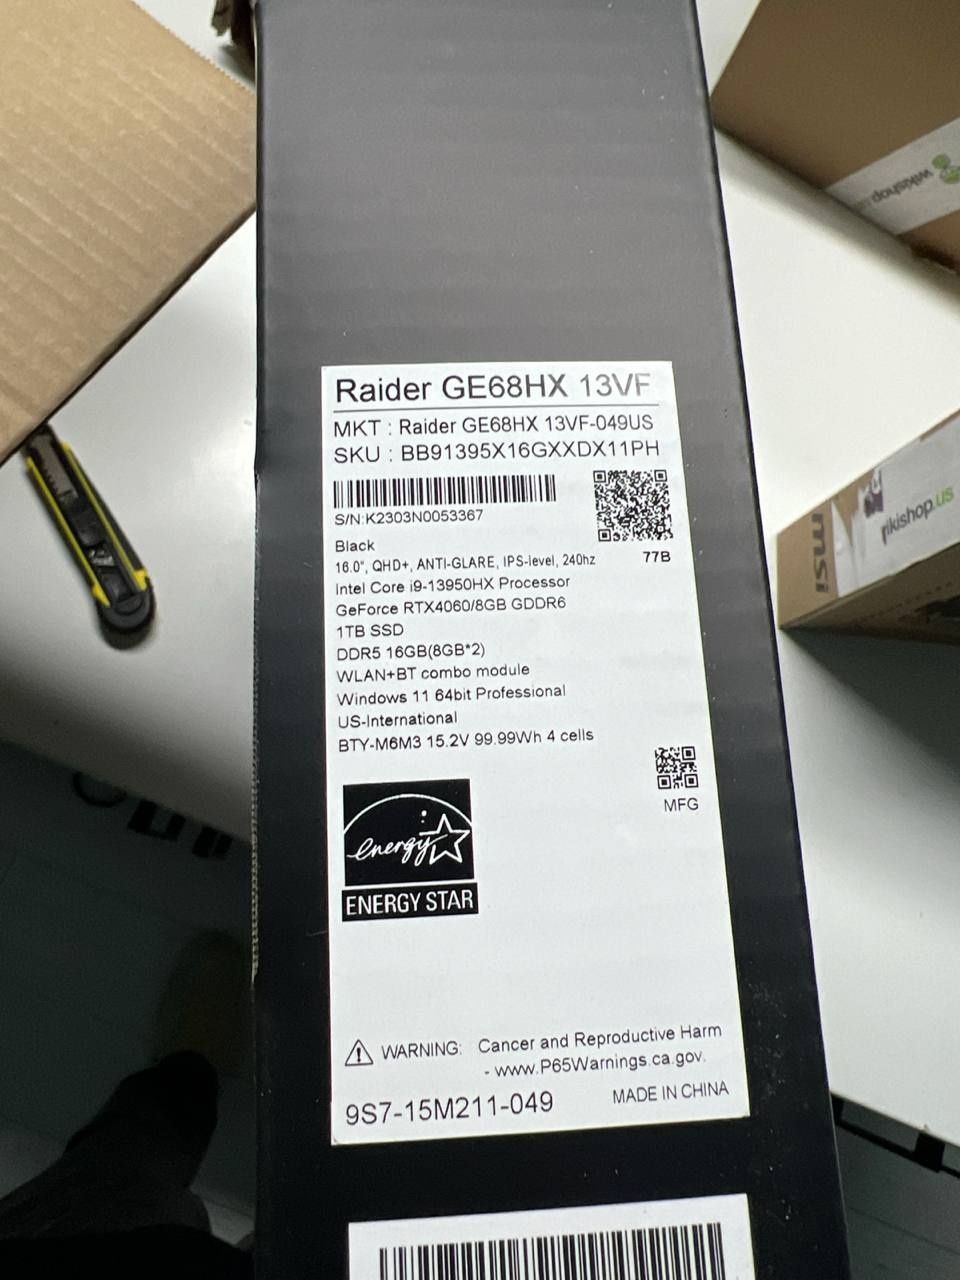 Raider GE68HX 13VF
MKT : Raider GE68HX 13VF-049US
SKU : BB91395X16GXXDX11PH
S/N:K2303N0053367
Black
16.0", QHD+, ANTI-GLARE, IPS-level, 240hz
77B
Intel Core i9-13950HX Processor
GeForce RTX4060/8GB GDDR6
1TB SSD
DDR5 16GB(8GB*2)
WLAN+BT combo module
Windows 11 64bit Professional
US-International
BTY-M6M3 15.2V 99.99Wh 4 cells
MFG
energy
ENERGY STAR
WARNING: Cancer and Reproductive Harm
- www.P65Warnings.ca.gov.
9S7-15M211-049
MADE IN CHINA
wikishop
msi
rikishop.us